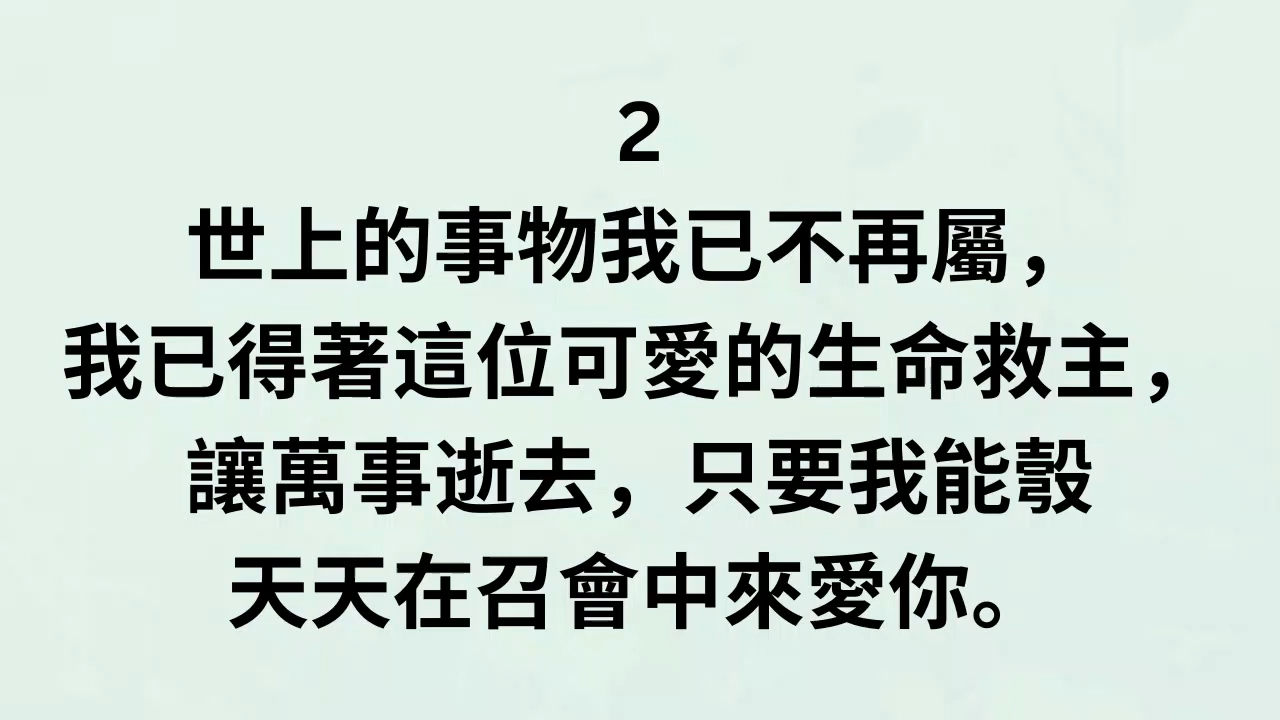 2
世上的事物我已不再屬，
我已得著這位可愛的生命救主，
讓萬事逝去，只要我能彀
天天在召會中來愛你。